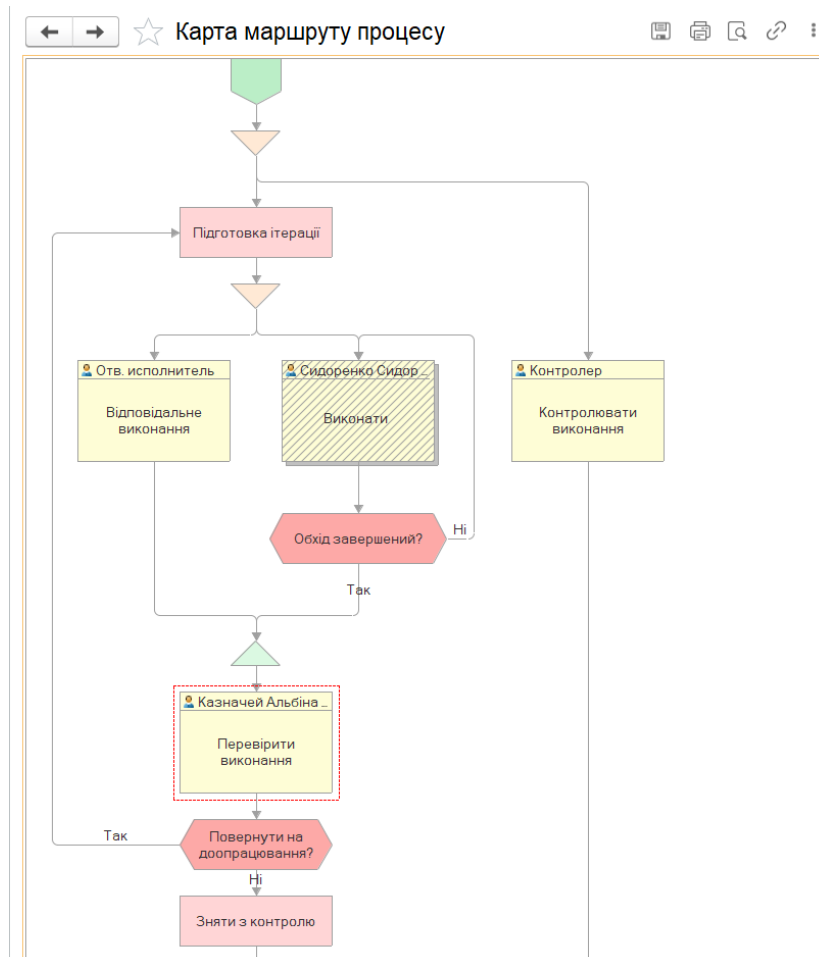 Карта маршруту процесу
Підготовка ітерації
Отв. исполнитель
Відповідальне
виконання
Сидоренко Сидор _
Виконати
Контролер
Контролювати
виконання
Обхід завершений?
Ні
Так
Казначей Альбіна _
Перевірити
виконання
Так
Повернути на
доопрацювання?
Ні
Зняти з контролю